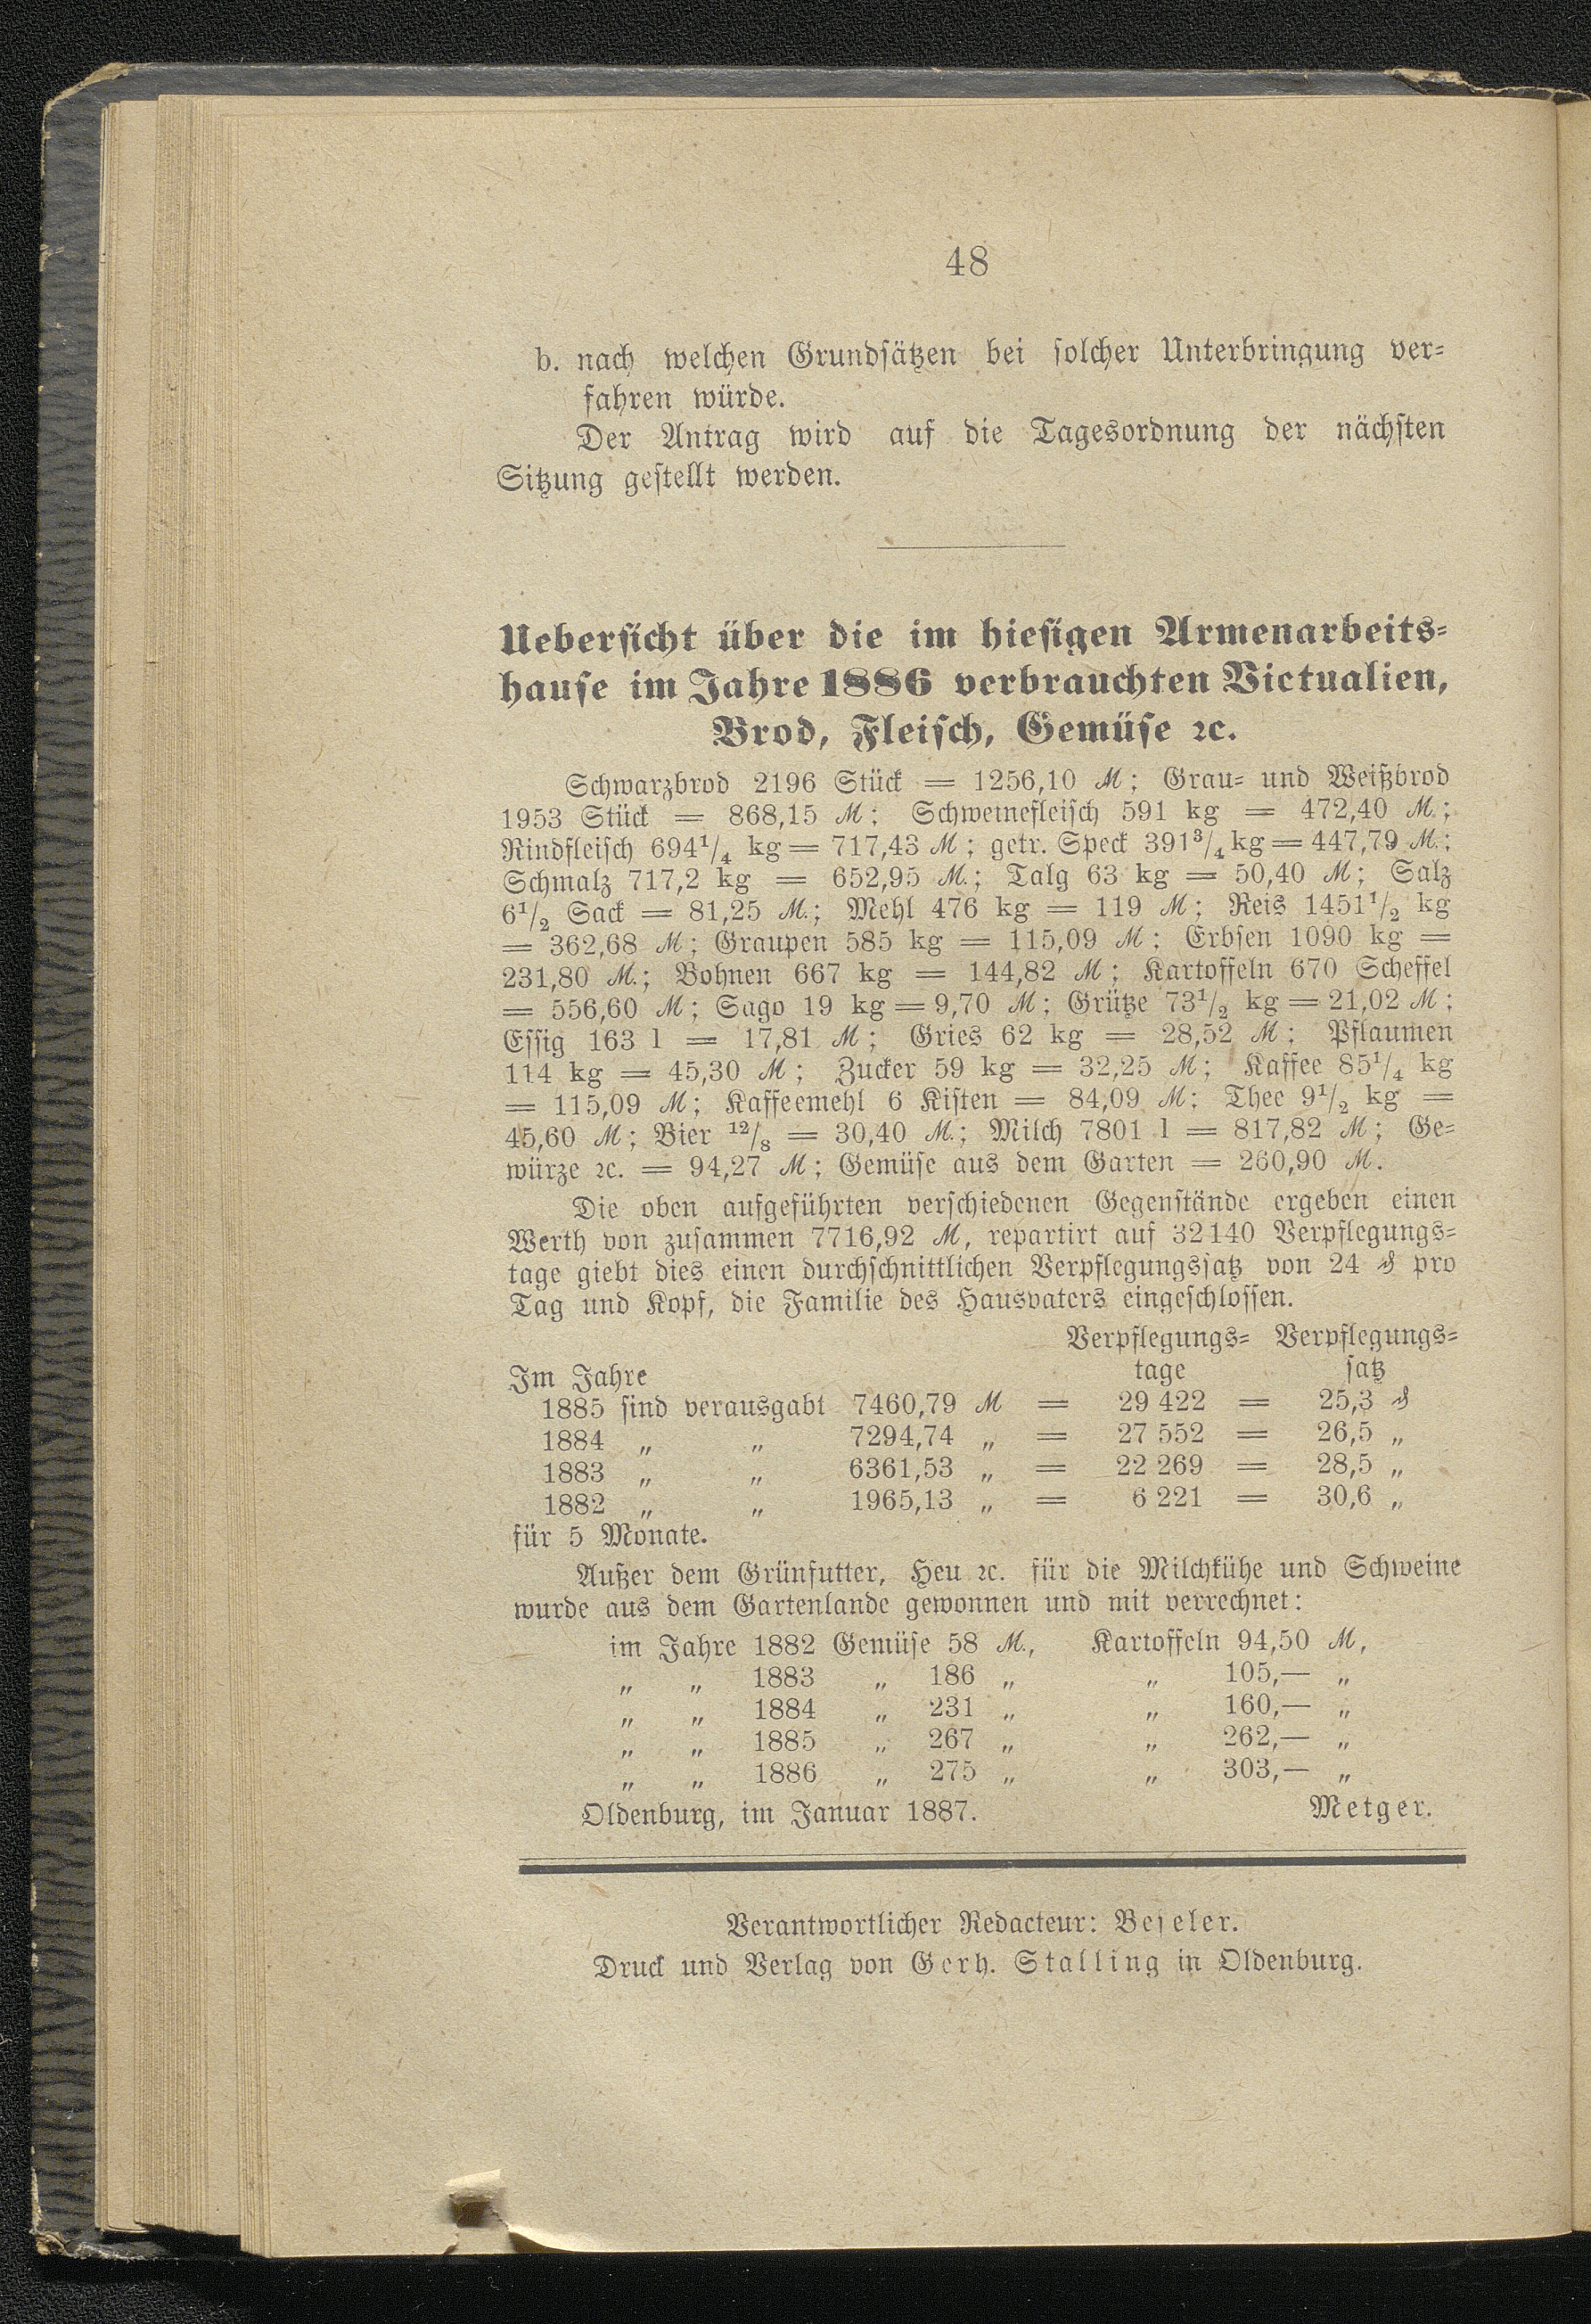 48
b. nach welchen Grundsätzen bei solcher Unterbringung ver-
fahren würde.
Der Antrag wird auf die Tagesordnung der nächsten
Sitzung gestellt werden.
Uebersicht über die im hiesigen Armenarbeits-
hause im Jahre 1886 verbrauchten Victualien,
Brod, Fleisch, Gemüse ꝛc.
Schwarzbrod 2196 Stück = 1256,10 ℳ; Grau- und Weißbrod
1953 Stück = 868,15 ℳ; Schweinefleisch 591 kg = 472,40 ℳ.;
Rindfleisch 694¹/₄ kg = 717,43 ℳ; getr. Speck 391³/₄ kg = 447,79 ℳ.;
Schmalz 717,2 kg = 652,95 ℳ.; Talg 63 kg = 50,40 ℳ; Salz
6¹/₂ Sack = 81,25 ℳ.; Mehl 476 kg = 119 ℳ; Reis 1451¹/₂ kg
= 362,68 ℳ; Graupen 585 kg = 115,09 ℳ; Erbsen 1090 kg =
231,80 ℳ.; Bohnen 667 kg = 144,82 ℳ; Kartoffeln 670 Scheffel
= 556,60 ℳ; Sago 19 kg = 9,70 ℳ; Grütze 73¹/₂ kg = 21,02 ℳ;
Essig 163 l = 17,81 ℳ; Gries 62 kg = 28,52 ℳ; Pflaumen
114 kg = 45,30 ℳ; Zucker 59 kg = 32,25 ℳ; Kaffee 85¹/₄ kg
= 115,09 ℳ; Kaffeemehl 6 Kisten = 84,09 ℳ; Thee 9¹/₂ kg =
45,60 ℳ; Bier ¹²/₈ = 30,40 ℳ.; Milch 7801 l = 817,82 ℳ; Ge-
würze ꝛc. = 94,27 ℳ; Gemüse aus dem Garten = 260,90 ℳ.
Die oben aufgeführten verschiedenen Gegenstände ergeben einen
Werth von zusammen 7716,92 ℳ, repartirt auf 32140 Verpflegungs-
tage giebt dies einen durchschnittlichen Verpflegungssatz von 24 ₰ pro
Tag und Kopf, die Familie des Hausvaters eingeschlossen.
Verpflegungs- Verpflegungs-
Im Jahre tage satz
1885 sind verausgabt 7460,79 ℳ = 29 422 = 25,3 ₰
1884 „ „ 7294,74 „ = 27 552 = 26,5 „
1883 „ „ 6361,53 „ = 22 269 = 28,5 „
1882 „ „ 1965,13 „ = 6 221 = 30,6 „
für 5 Monate.
Außer dem Grünfutter, Heu ꝛc. für die Milchkühe und Schweine
wurde aus dem Gartenlande gewonnen und mit verrechnet:
im Jahre 1882 Gemüse 58 ℳ., Kartoffeln 94,50 ℳ,
„ „ 1883 „ 186 „ „ 105,— „
„ „ 1884 „ 231 „ „ 160,— „
„ „ 1885 „ 267 „ „ 262,— „
„ „ 1886 „ 275 „ „ 303,— „
Oldenburg, im Januar 1887. Metger.
Verantwortlicher Redacteur: Beseler.
Druck und Verlag von Gerh. Stalling in Oldenburg.